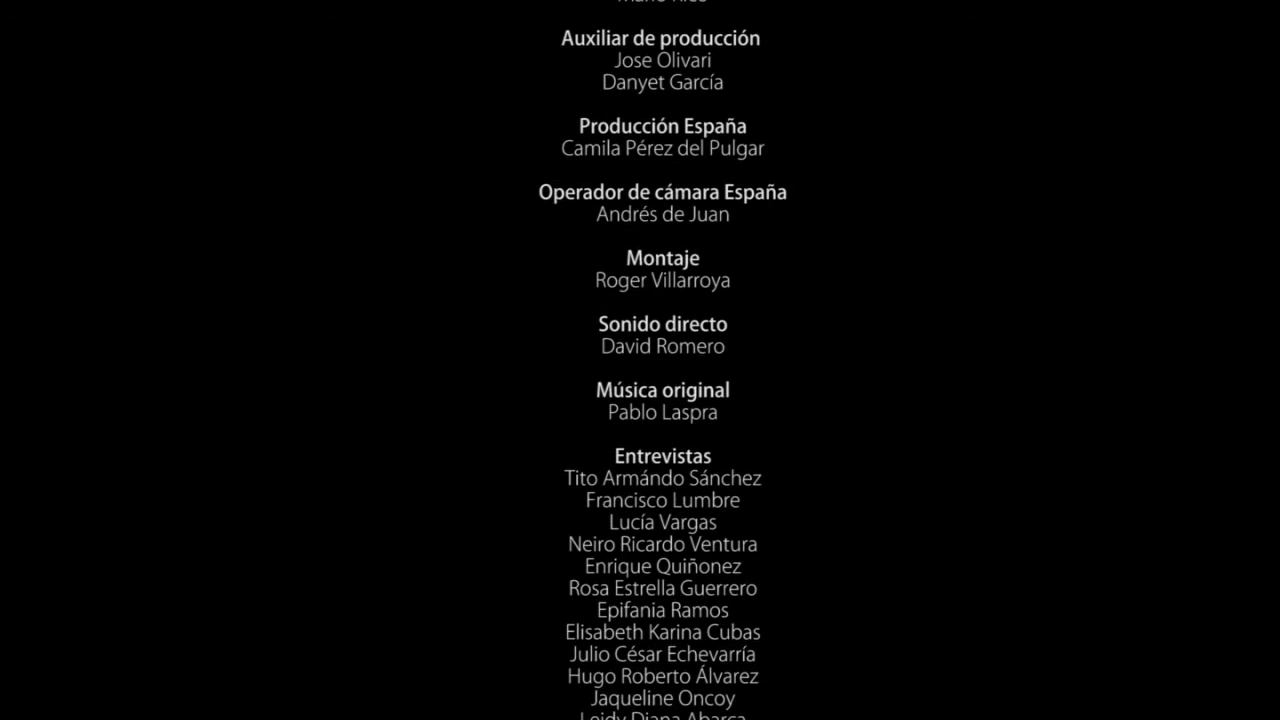 Auxiliar de producción
Jose Olivari
Danyet García
Producción España
Camila Pérez del Pulgar
Operador de cámara España
Andrés de Juan
Montaje
Roger Villarroya
Sonido directo
David Romero
Música original
Pablo Laspra
Entrevistas
Tito Armándo Sánchez
Francisco Lumbre
Lucía Vargas
Neiro Ricardo Ventura
Enrique Quiñonez
Rosa Estrella Guerrero
Epifania Ramos
Elisabeth Karina Cubas
Julio César Echevarría
Hugo Roberto Álvarez
Jaqueline Oncoy
Leidy Diana Abarca